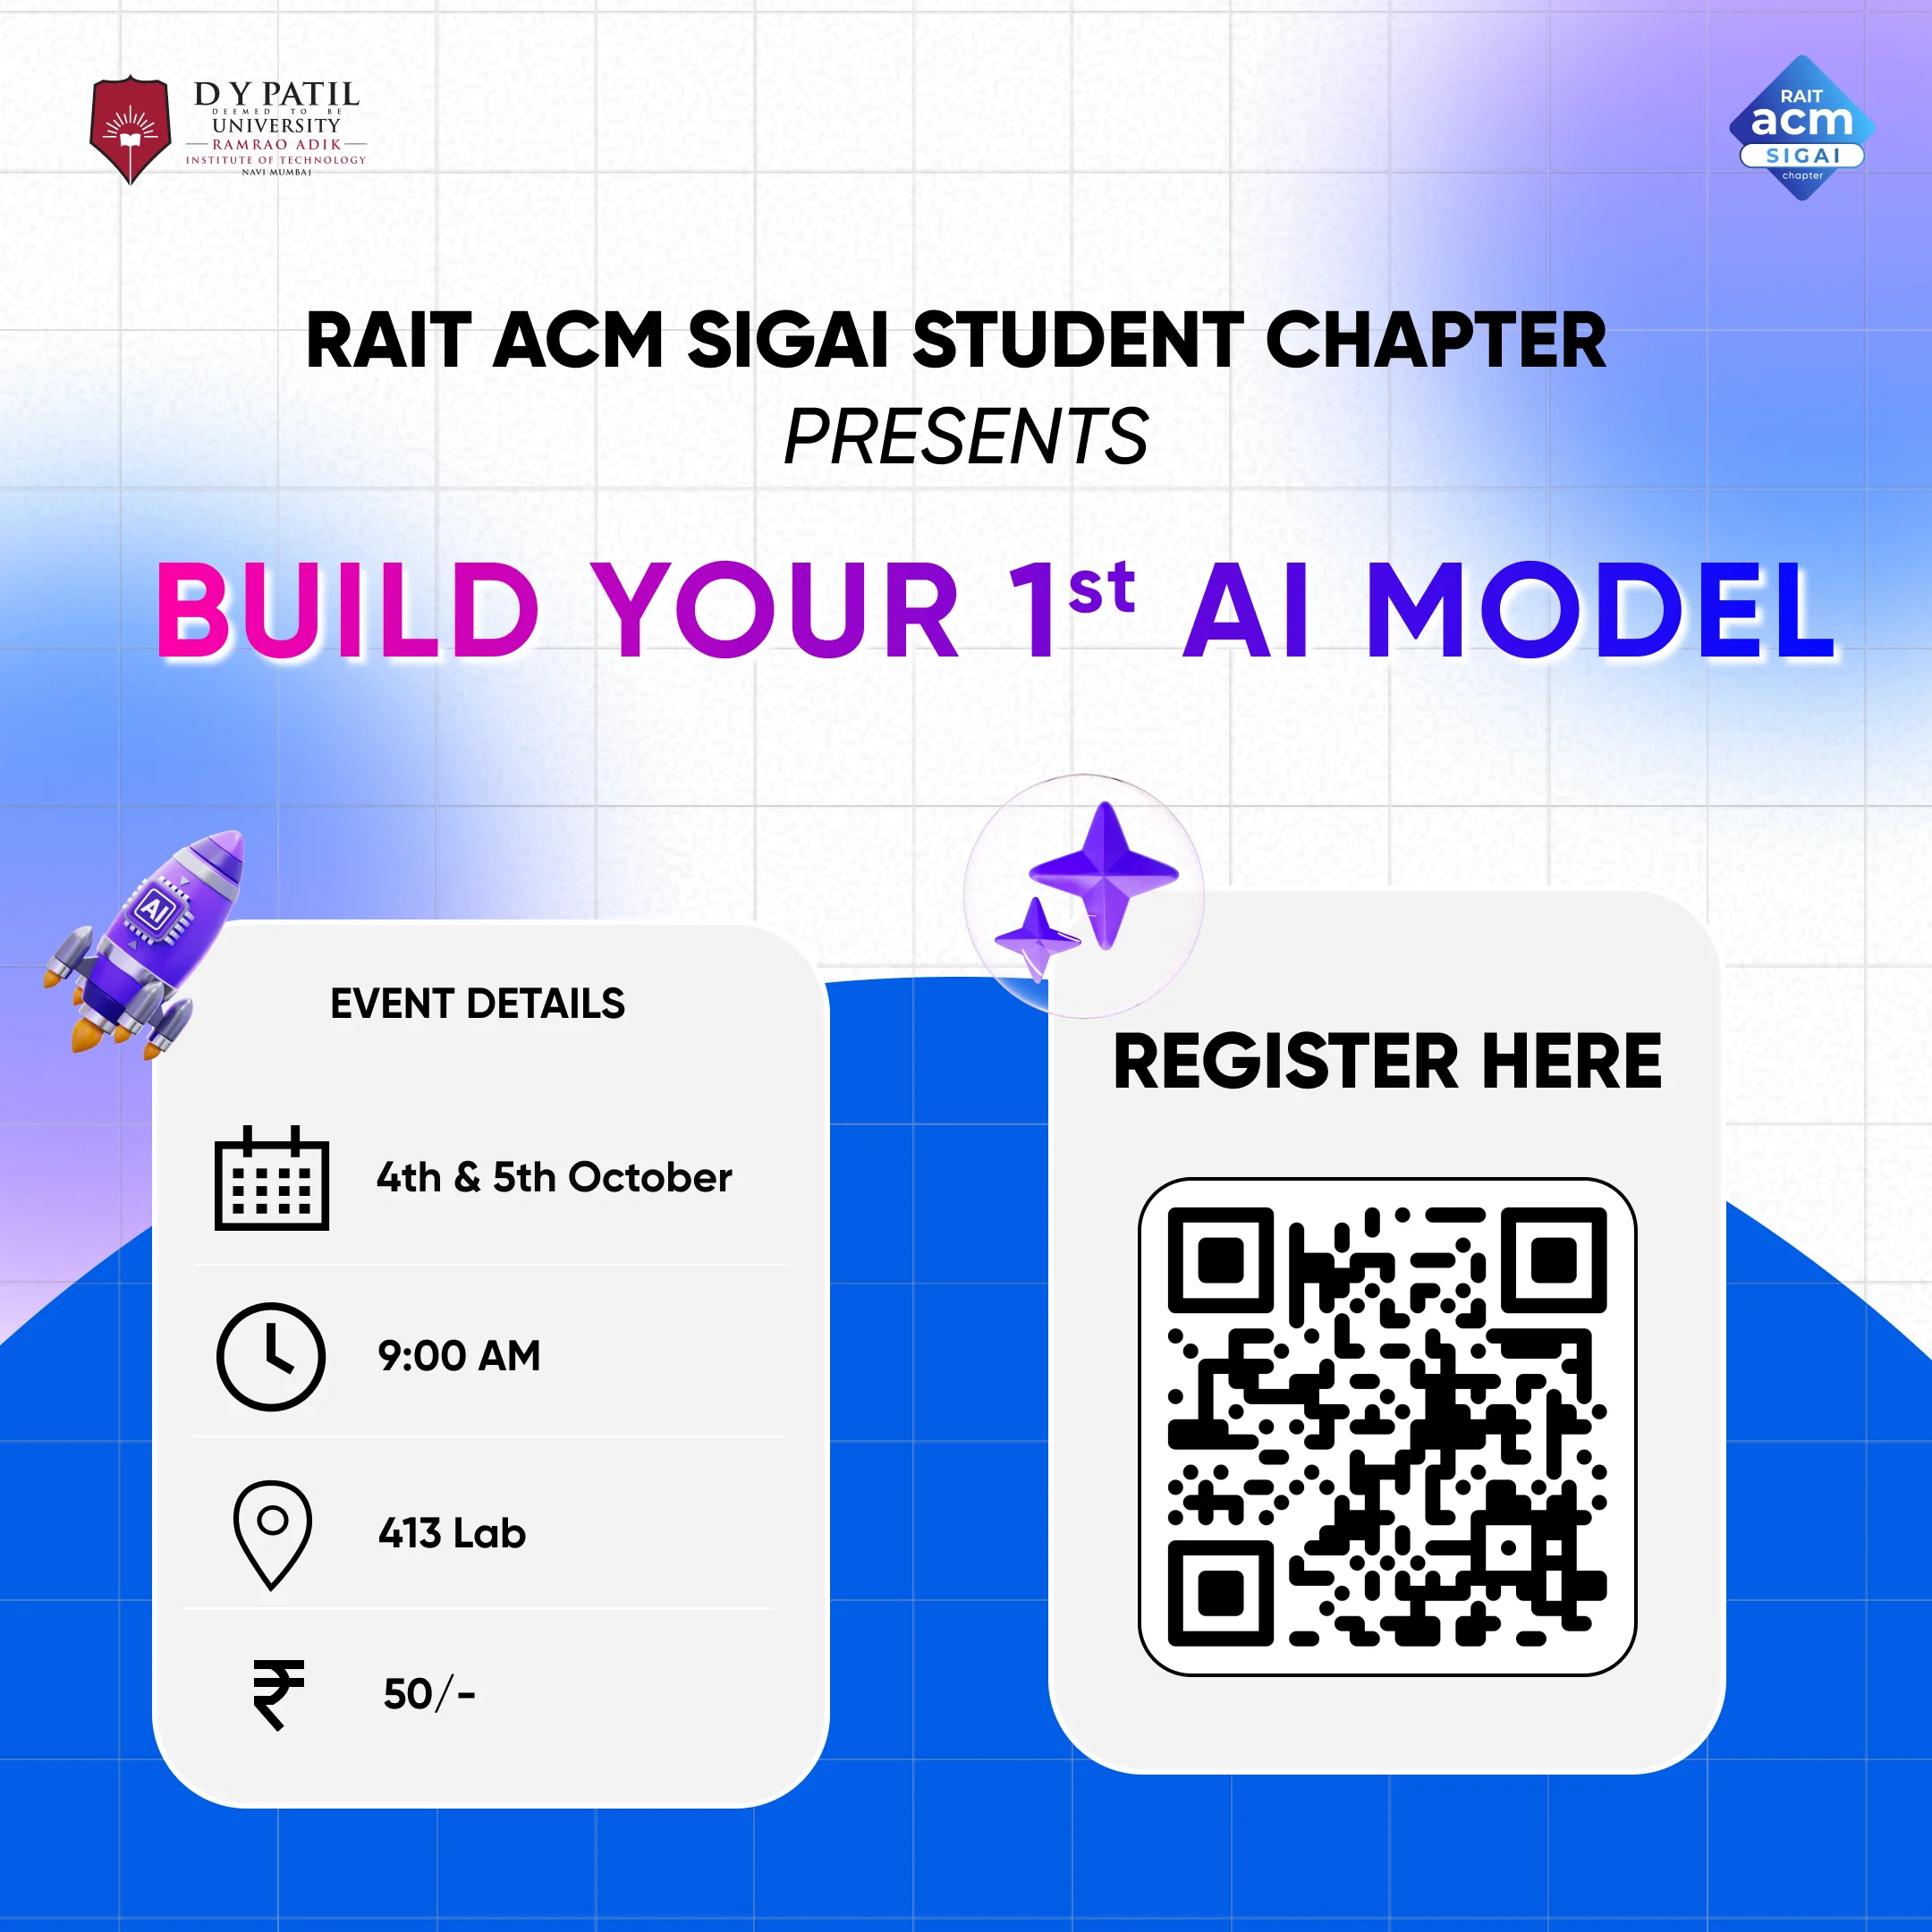 D Y PATIL
DEEMED TO BE
UNIVERSITY
RAMRAO ADIK
INSTITUTE OF TECHNOLOGY
NAVI MUMBAI
RAIT
acm
SIGAI
chapter
RAIT ACM SIGAI STUDENT CHAPTER
PRESENTS
BUILD YOUR 1st AI MODEL
AI
EVENT DETAILS
4th & 5th October
9:00 AM
413 Lab
₹ 50/-
REGISTER HERE